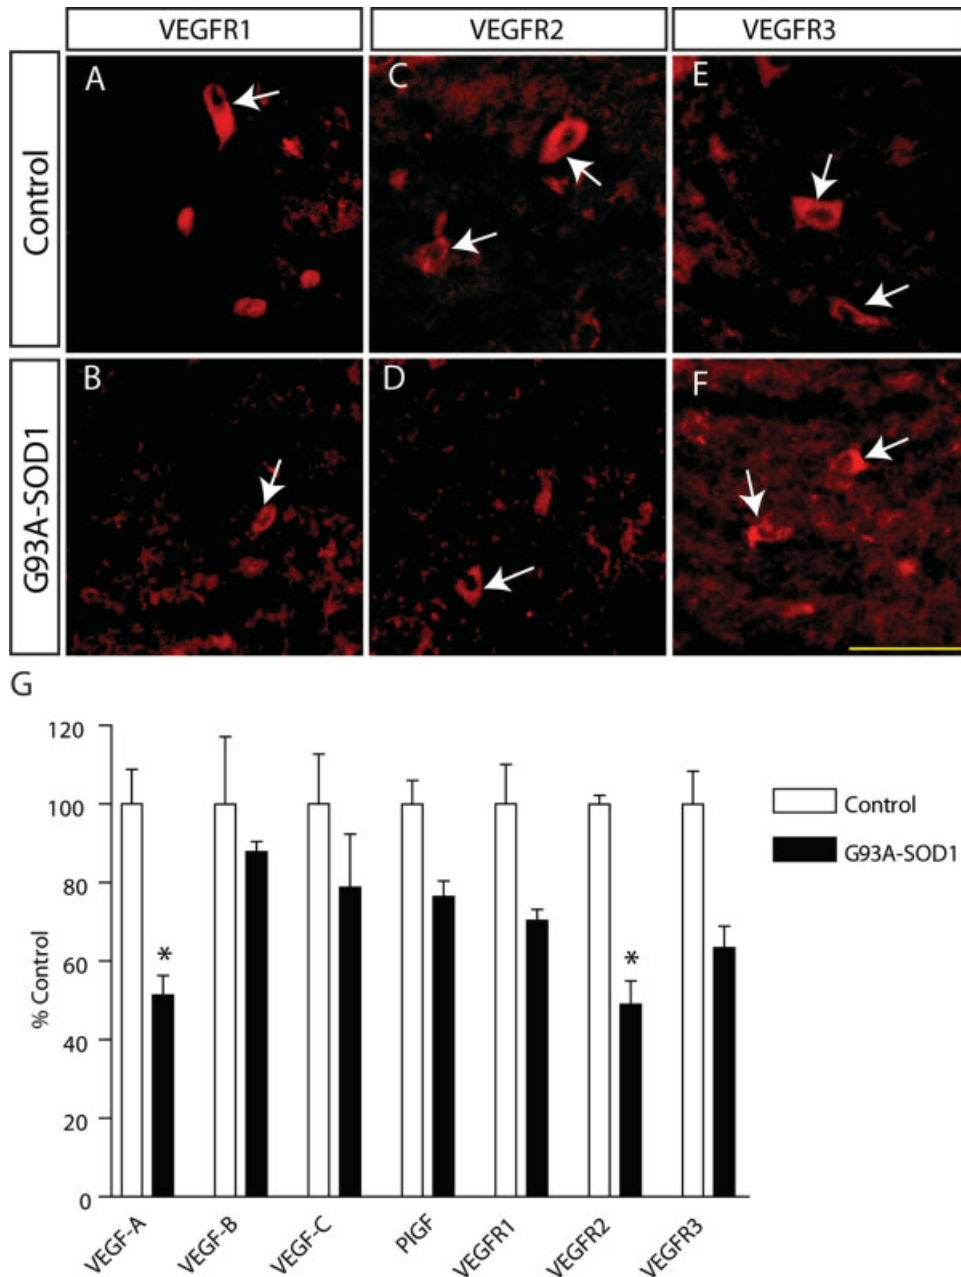 VEGFR1 VEGFR2 VEGFR3
Control
A C E
G93A-SOD1
B D F
G
120
100
80
60
40
20
0
% Control
* *
Control
G93A-SOD1
VEGF-A VEGF-B VEGF-C PlGF VEGFR1 VEGFR2 VEGFR3